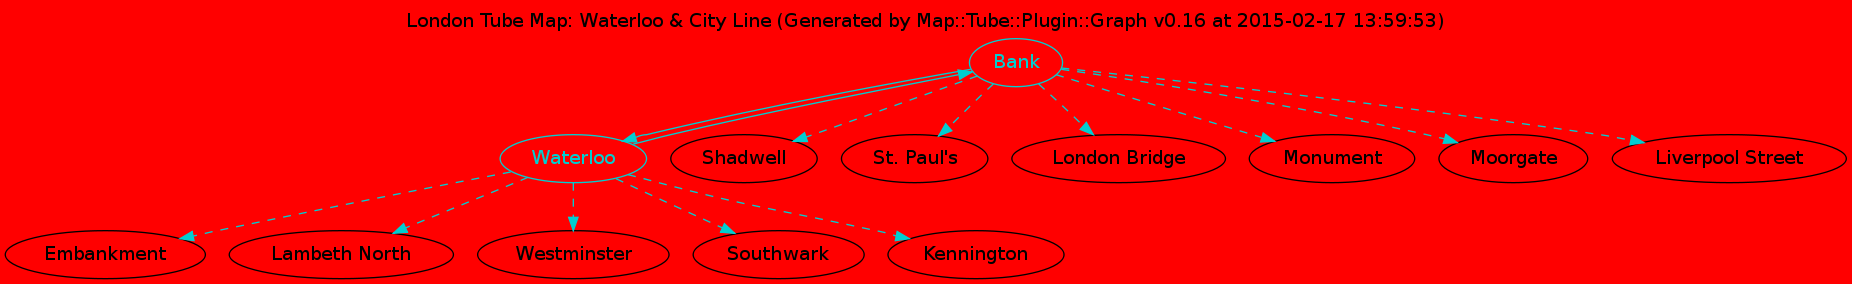 London Tube Map: Waterloo & City Line (Generated by Map::Tube::Plugin::Graph v0.16 at 2015-02-17 13:59:53)
Bank
Waterloo
Shadwell
St. Paul's
London Bridge
Monument
Moorgate
Liverpool Street
Embankment
Lambeth North
Westminster
Southwark
Kennington